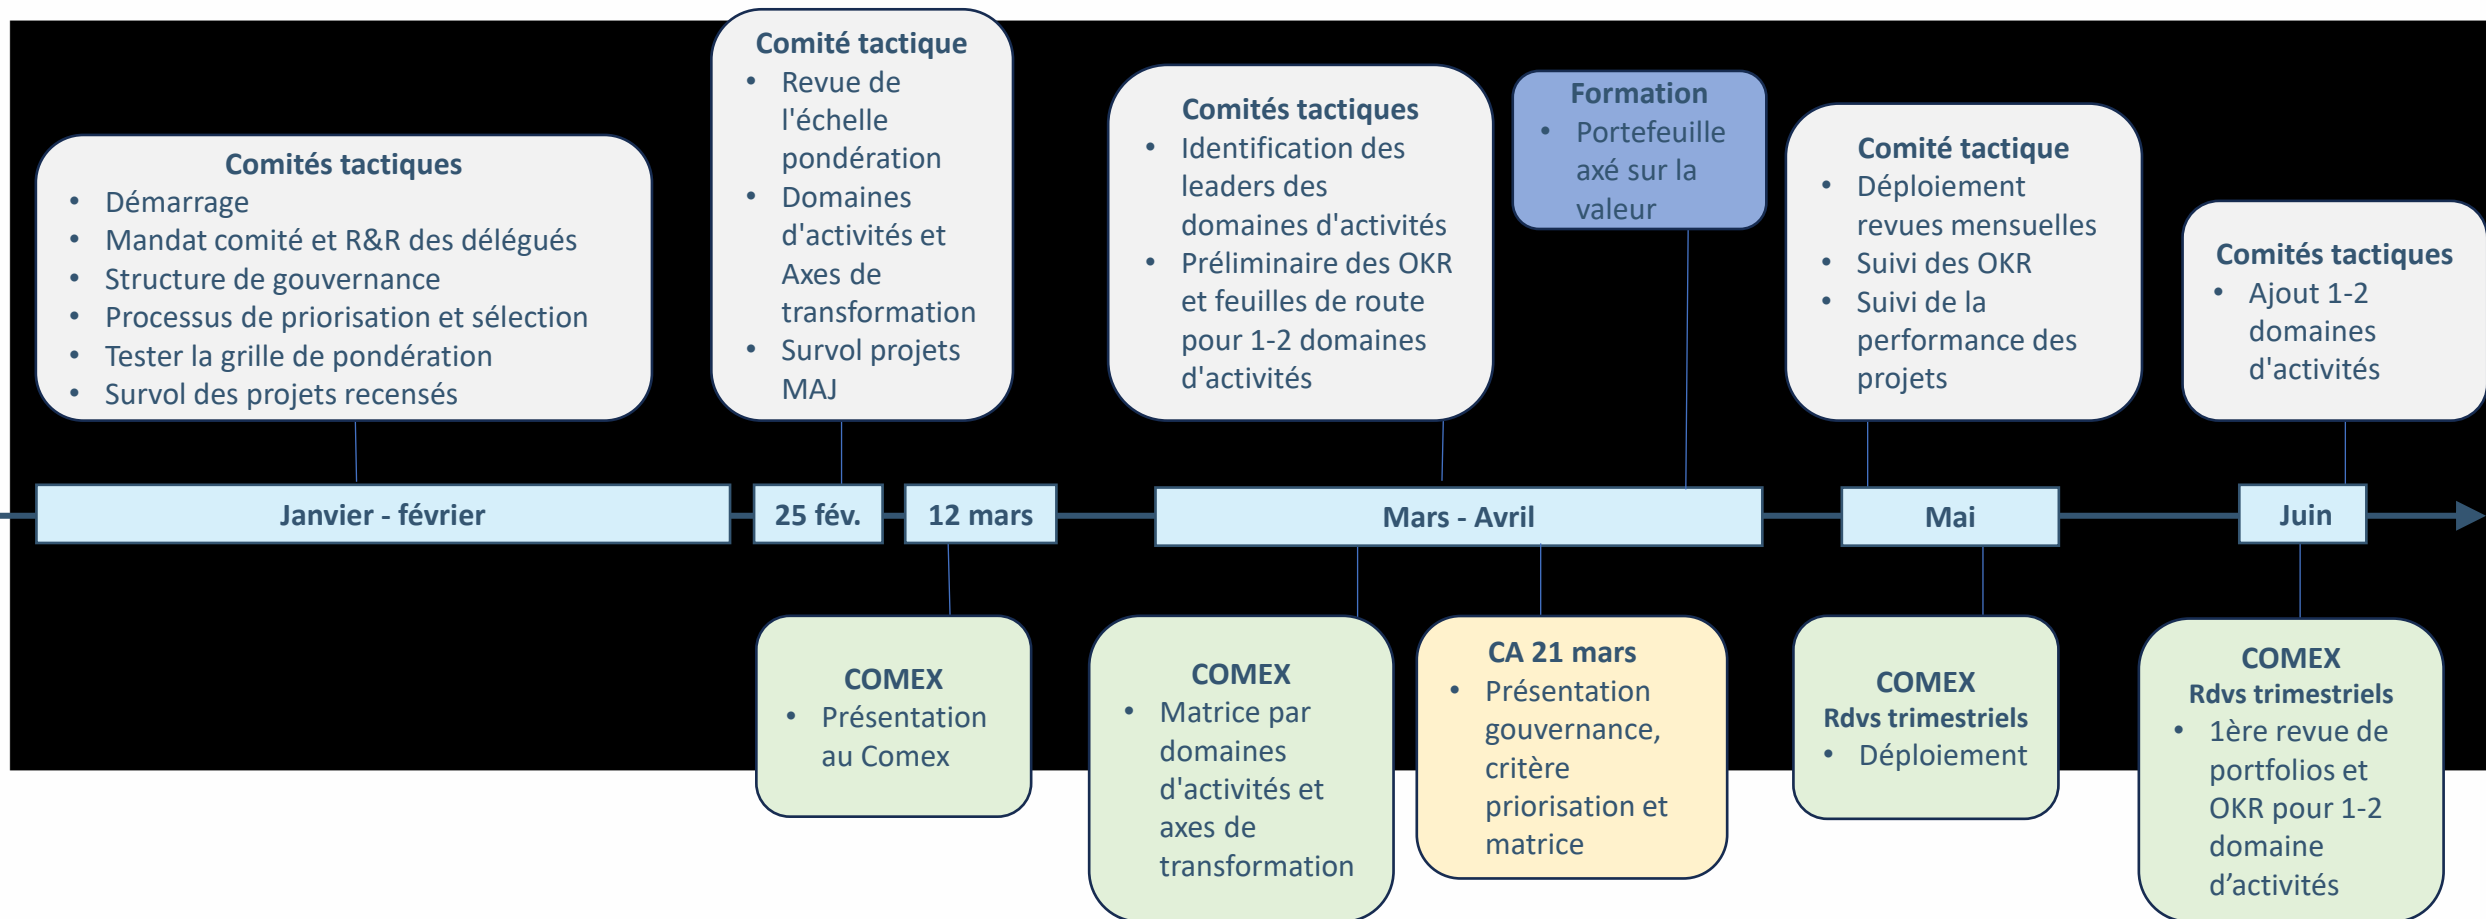 Comités tactiques
• Démarrage
• Mandat comité et R&R des délégués
• Structure de gouvernance
• Processus de priorisation et sélection
• Tester la grille de pondération
• Survol des projets recensés
Comité tactique
• Revue de
l'échelle
pondération
• Domaines
d'activités et
Axes de
transformation
• Survol projets
MAJ
Comités tactiques
• Identification des
leaders des
domaines d'activités
• Préliminaire des OKR
et feuilles de route
pour 1-2 domaines
d'activités
Formation
• Portefeuille
axé sur la
valeur
Comité tactique
• Déploiement
revues mensuelles
• Suivi des OKR
• Suivi de la
performance des
projets
Comités tactiques
• Ajout 1-2
domaines
d'activités
Janvier - février
25 fév.
12 mars
Mars - Avril
Mai
Juin
COMEX
• Présentation
au Comex
COMEX
• Matrice par
domaines
d'activités et
axes de
transformation
CA 21 mars
• Présentation
gouvernance,
critère
priorisation et
matrice
COMEX
Rdvs trimestriels
• Déploiement
COMEX
Rdvs trimestriels
• 1ère revue de
portfolios et
OKR pour 1-2
domaine
d’activités